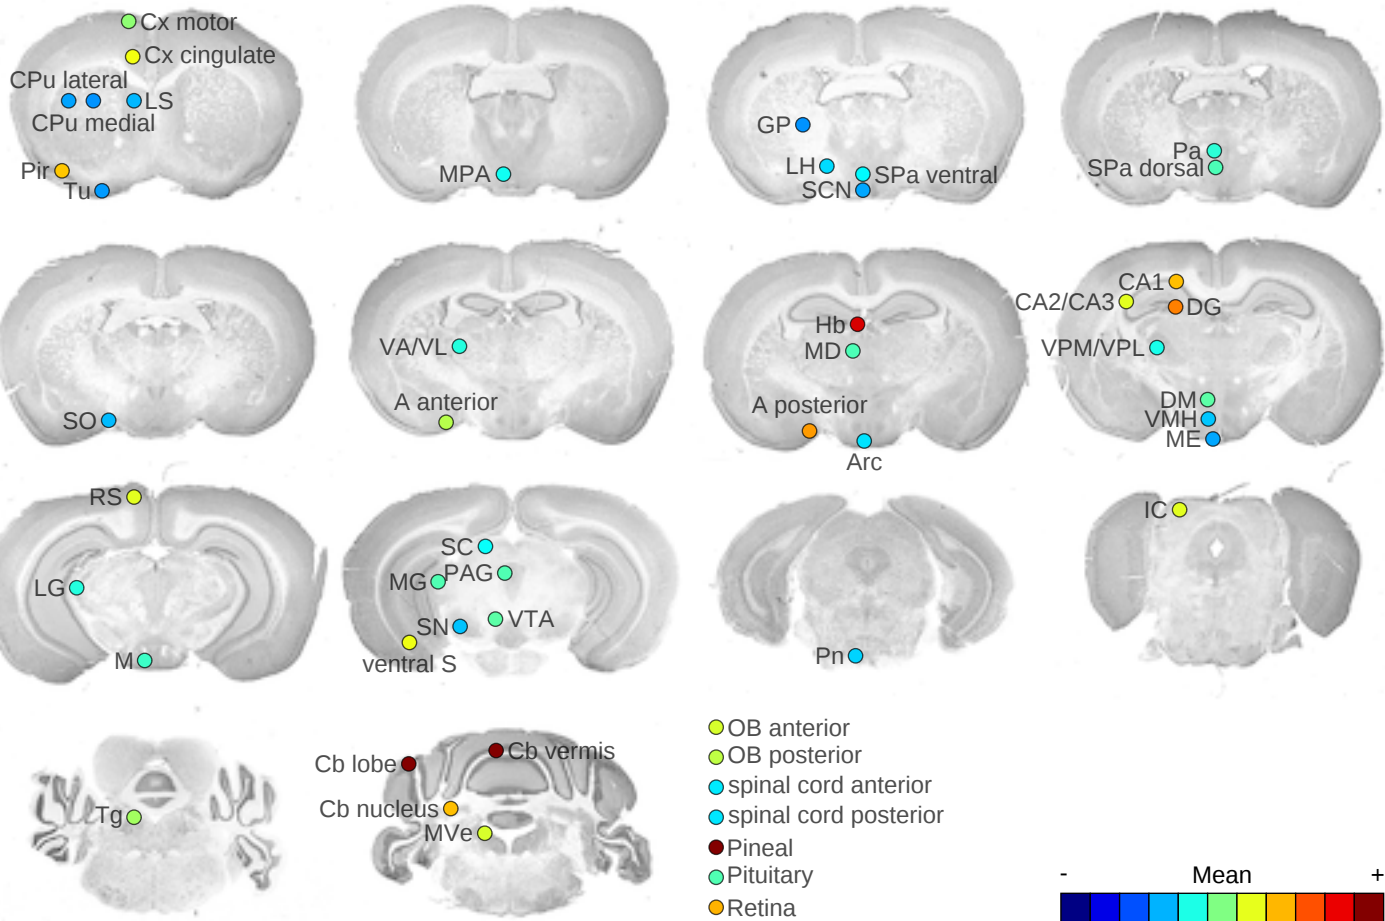 Cx motor
Cx cingulate
CPu lateral
LS
CPu medial
Pir
Tu
MPA
GP
LH
SPa ventral
SCN
Pa
SPa dorsal
SO
VA/VL
A anterior
Hb
MD
A posterior
Arc
CA1
CA2/CA3
DG
VPM/VPL
DM
VMH
ME
RS
LG
M
SC
MG
PAG
SN
VTA
ventral S
Pn
IC
Tg
Cb lobe
Cb vermis
Cb nucleus
MVe
OB anterior
OB posterior
spinal cord anterior
spinal cord posterior
Pineal
Pituitary
Retina
- Mean +